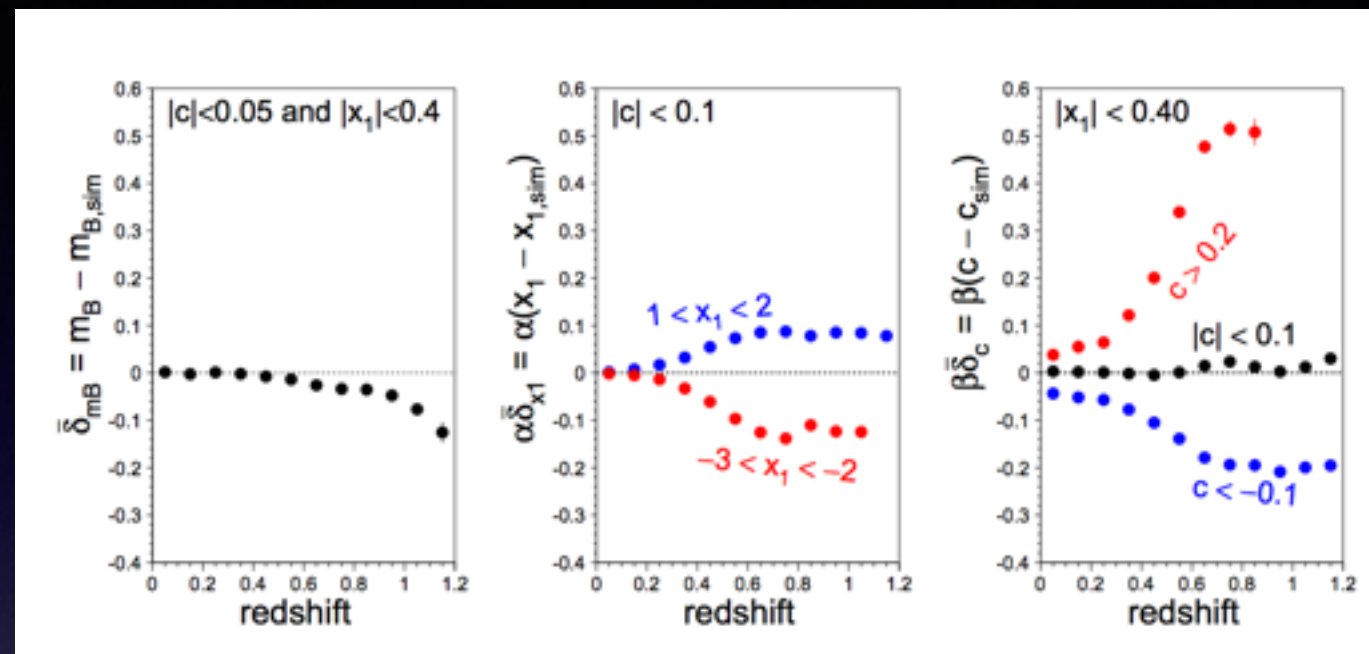 δ̄_mB = m_B − m_B,sim
|c|<0.05 and |x₁|<0.4
0.6
0.5
0.4
0.3
0.2
0.1
0
-0.1
-0.2
-0.3
-0.4
0 0.2 0.4 0.6 0.8 1 1.2
redshift
αδ̄_x1 = α(x₁ − x₁,sim)
|c| < 0.1
0.6
0.5
0.4
0.3
0.2
0.1
0
-0.1
-0.2
-0.3
-0.4
1 < x₁ < 2
−3 < x₁ < −2
0 0.2 0.4 0.6 0.8 1 1.2
redshift
βδ̄_c = β(c − c_sim)
|x₁| < 0.40
0.6
0.5
0.4
0.3
0.2
0.1
0
-0.1
-0.2
-0.3
-0.4
c > 0.2
|c| < 0.1
c < −0.1
0 0.2 0.4 0.6 0.8 1 1.2
redshift